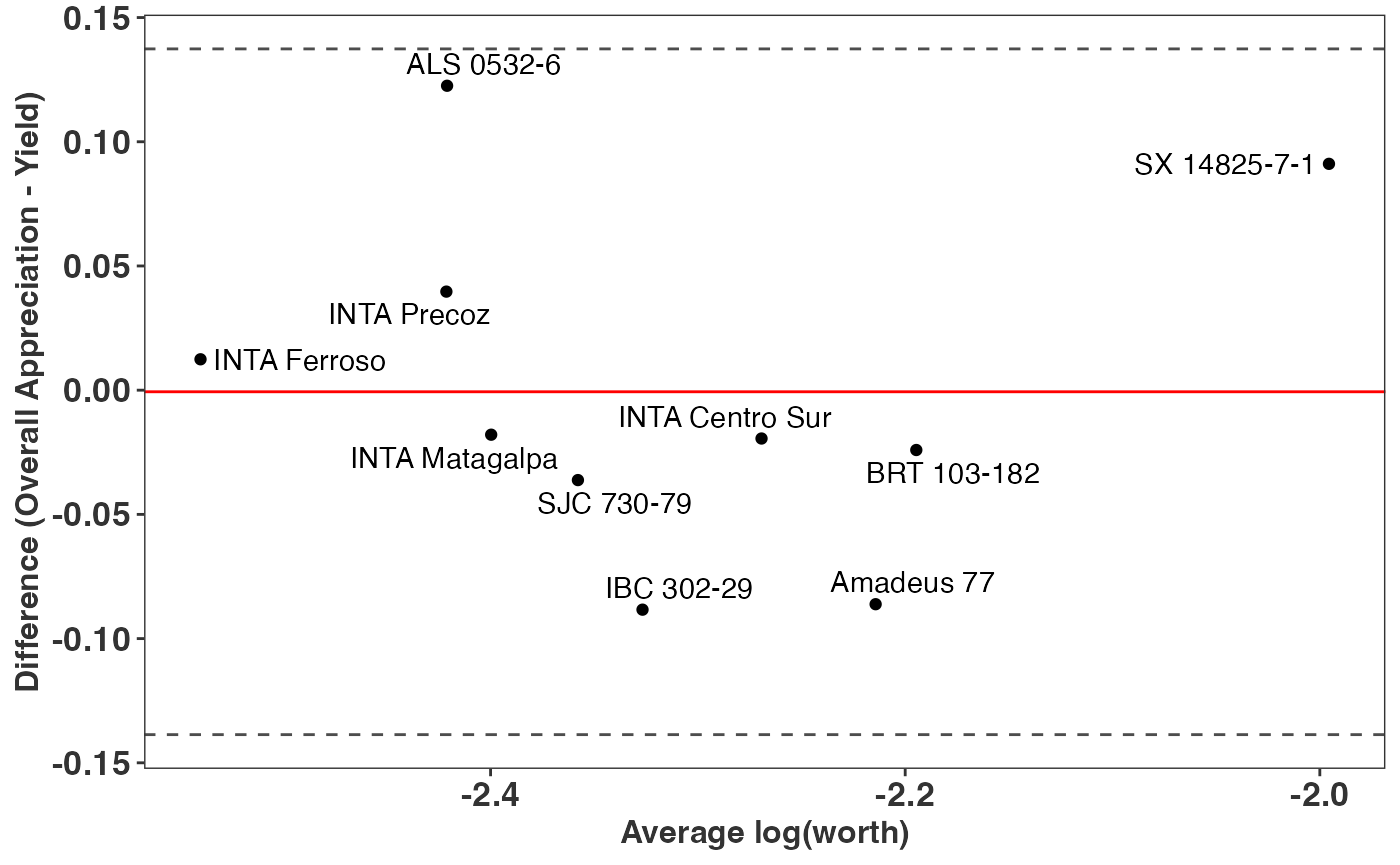 0.15
ALS 0532-6
0.10
SX 14825-7-1
0.05
INTA Precoz
INTA Ferroso
0.00
INTA Centro Sur
INTA Matagalpa
BRT 103-182
SJC 730-79
-0.05
IBC 302-29
Amadeus 77
-0.10
-0.15
Difference (Overall Appreciation - Yield)
-2.4
-2.2
-2.0
Average log(worth)